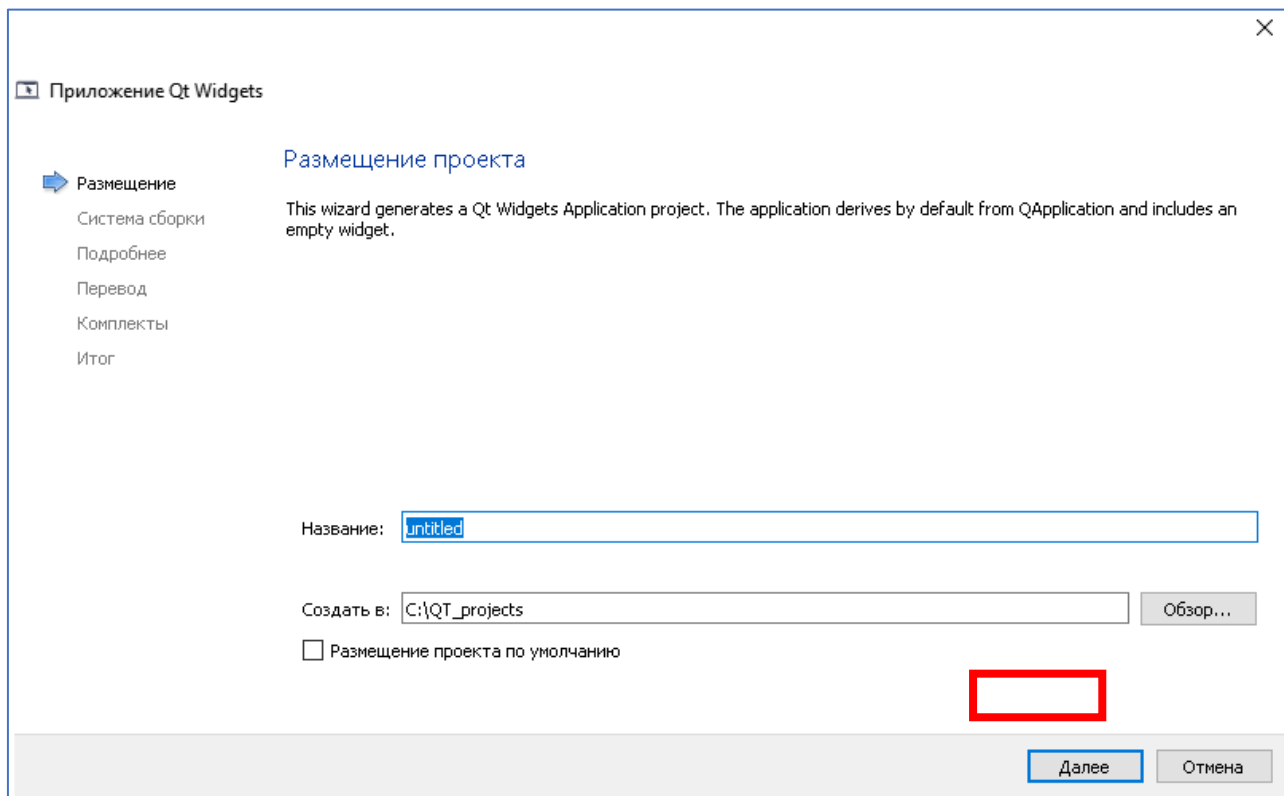 Приложение Qt Widgets
Размещение
Система сборки
Подробнее
Перевод
Комплекты
Итог
Размещение проекта
This wizard generates a Qt Widgets Application project. The application derives by default from QApplication and includes an
empty widget.
Название: untitled
Создать в: C:\QT_projects Обзор...
Размещение проекта по умолчанию
Далее Отмена